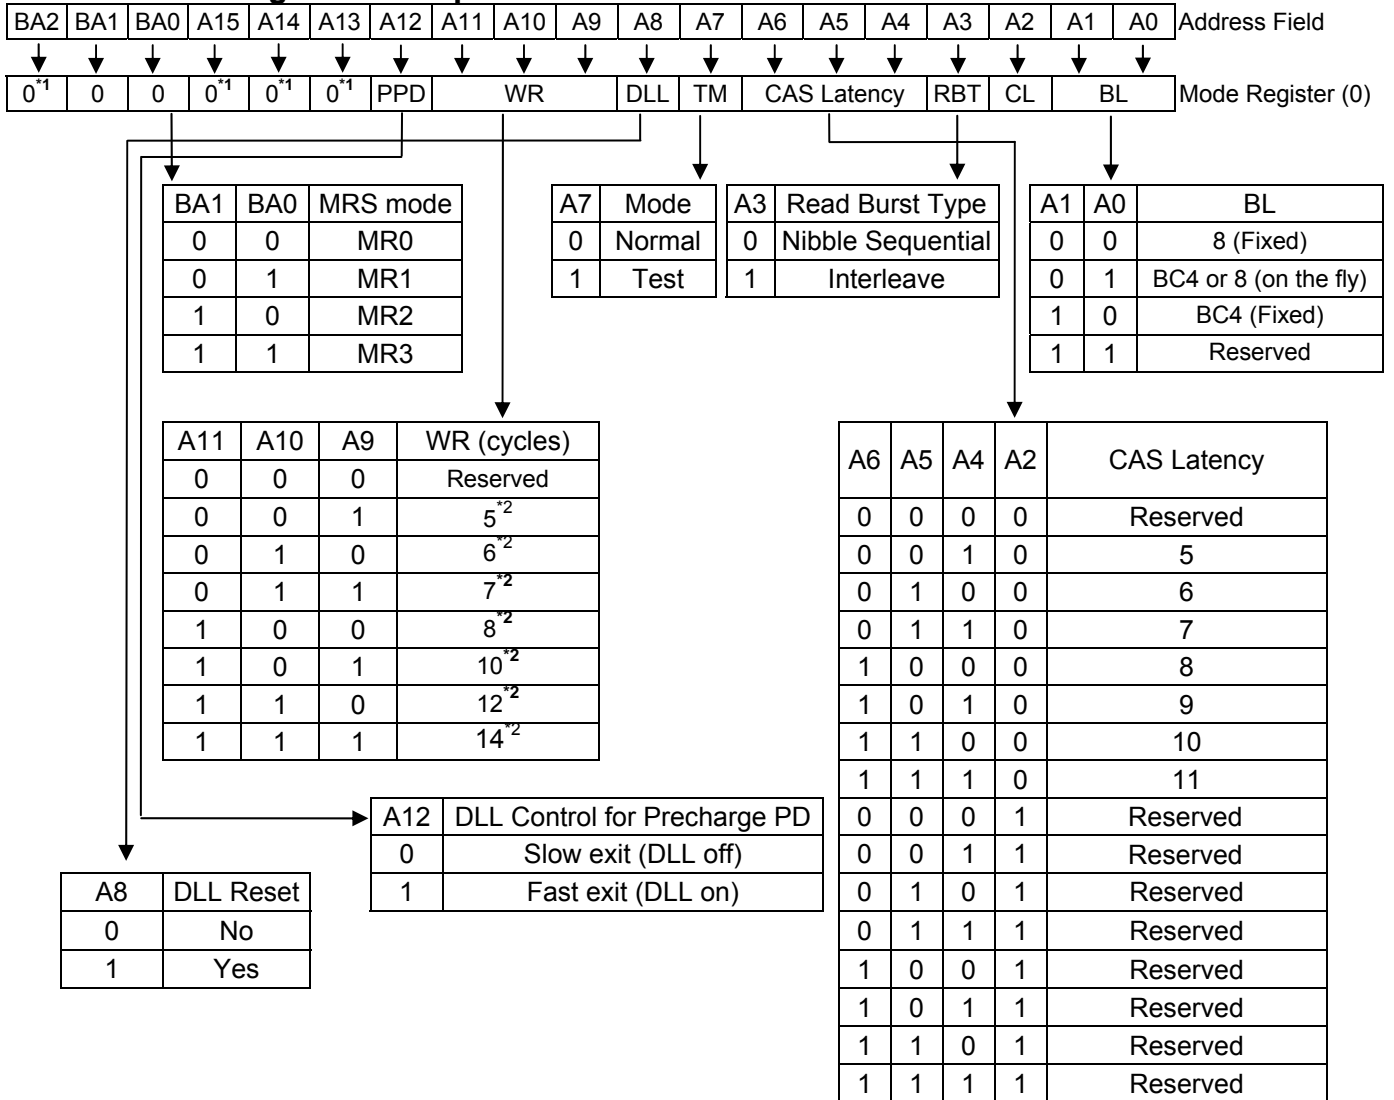 BA2 BA1 BA0 A15 A14 A13 A12 A11 A10 A9 A8 A7 A6 A5 A4 A3 A2 A1 A0 Address Field
0*1 0 0 0*1 0*1 0*1 PPD WR DLL TM CAS Latency RBT CL BL Mode Register (0)
BA1 BA0 MRS mode
0 0 MR0
0 1 MR1
1 0 MR2
1 1 MR3
A7 Mode
0 Normal
1 Test
A3 Read Burst Type
0 Nibble Sequential
1 Interleave
A1 A0 BL
0 0 8 (Fixed)
0 1 BC4 or 8 (on the fly)
1 0 BC4 (Fixed)
1 1 Reserved
A11 A10 A9 WR (cycles)
0 0 0 Reserved
0 0 1 5*2
0 1 0 6*2
0 1 1 7*2
1 0 0 8*2
1 0 1 10*2
1 1 0 12*2
1 1 1 14*2
A6 A5 A4 A2 CAS Latency
0 0 0 0 Reserved
0 0 1 0 5
0 1 0 0 6
0 1 1 0 7
1 0 0 0 8
1 0 1 0 9
1 1 0 0 10
1 1 1 0 11
0 0 0 1 Reserved
0 0 1 1 Reserved
0 1 0 1 Reserved
0 1 1 1 Reserved
1 0 0 1 Reserved
1 0 1 1 Reserved
1 1 0 1 Reserved
1 1 1 1 Reserved
A12 DLL Control for Precharge PD
0 Slow exit (DLL off)
1 Fast exit (DLL on)
A8 DLL Reset
0 No
1 Yes